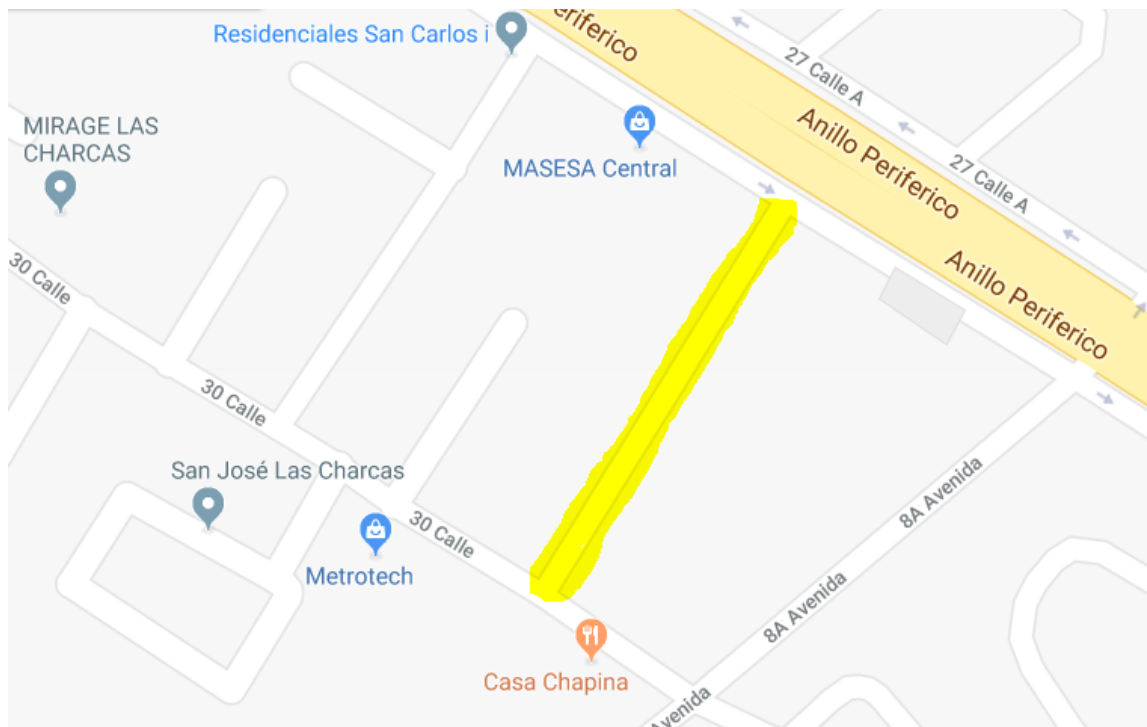 eriferico
Residenciales San Carlos i
27 Calle A
MIRAGE LAS
CHARCAS
Anillo Periferico
MASESA Central
27 Calle A
30 Calle
Anillo Periferico
30 Calle
San José Las Charcas
8A Avenida
30 Calle
Metrotech
8A Avenida
Casa Chapina
Avenida